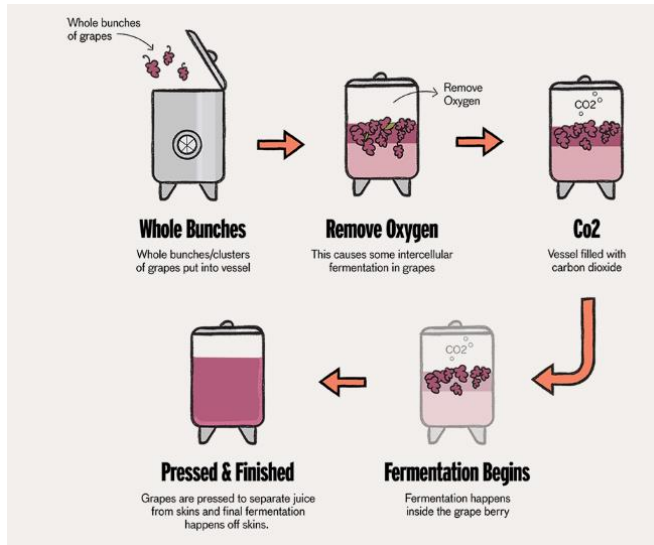 Whole bunches
of grapes
Remove
Oxygen
CO2
Whole Bunches
Whole bunches/clusters
of grapes put into vessel
Remove Oxygen
This causes some intercellular
fermentation in grapes
Co2
Vessel filled with
carbon dioxide
CO2
Fermentation Begins
Fermentation happens
inside the grape berry
Pressed & Finished
Grapes are pressed to separate juice
from skins and final fermentation
happens off skins.